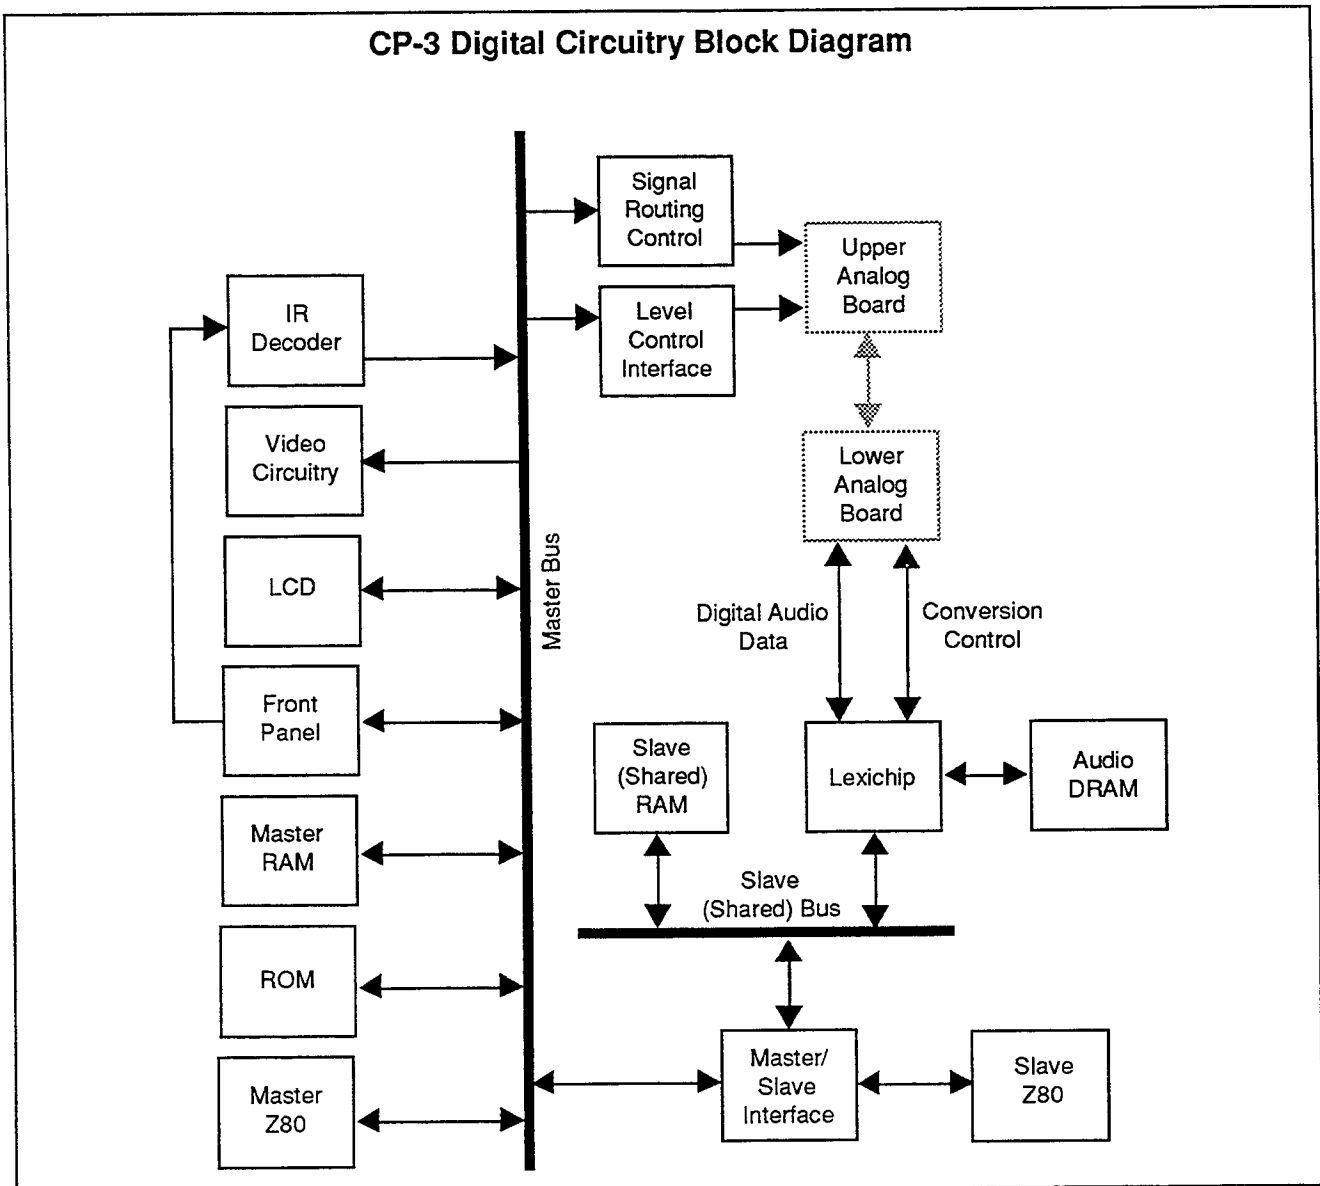 CP-3 Digital Circuitry Block Diagram
Signal
Routing
Control
Upper
Analog
Board
IR
Decoder
Level
Control
Interface
Video
Circuitry
Lower
Analog
Board
LCD
Master Bus
Digital Audio
Data
Conversion
Control
Front
Panel
Slave
(Shared)
RAM
Lexichip
Audio
DRAM
Master
RAM
Slave
(Shared) Bus
ROM
Master
Z80
Master/
Slave
Interface
Slave
Z80